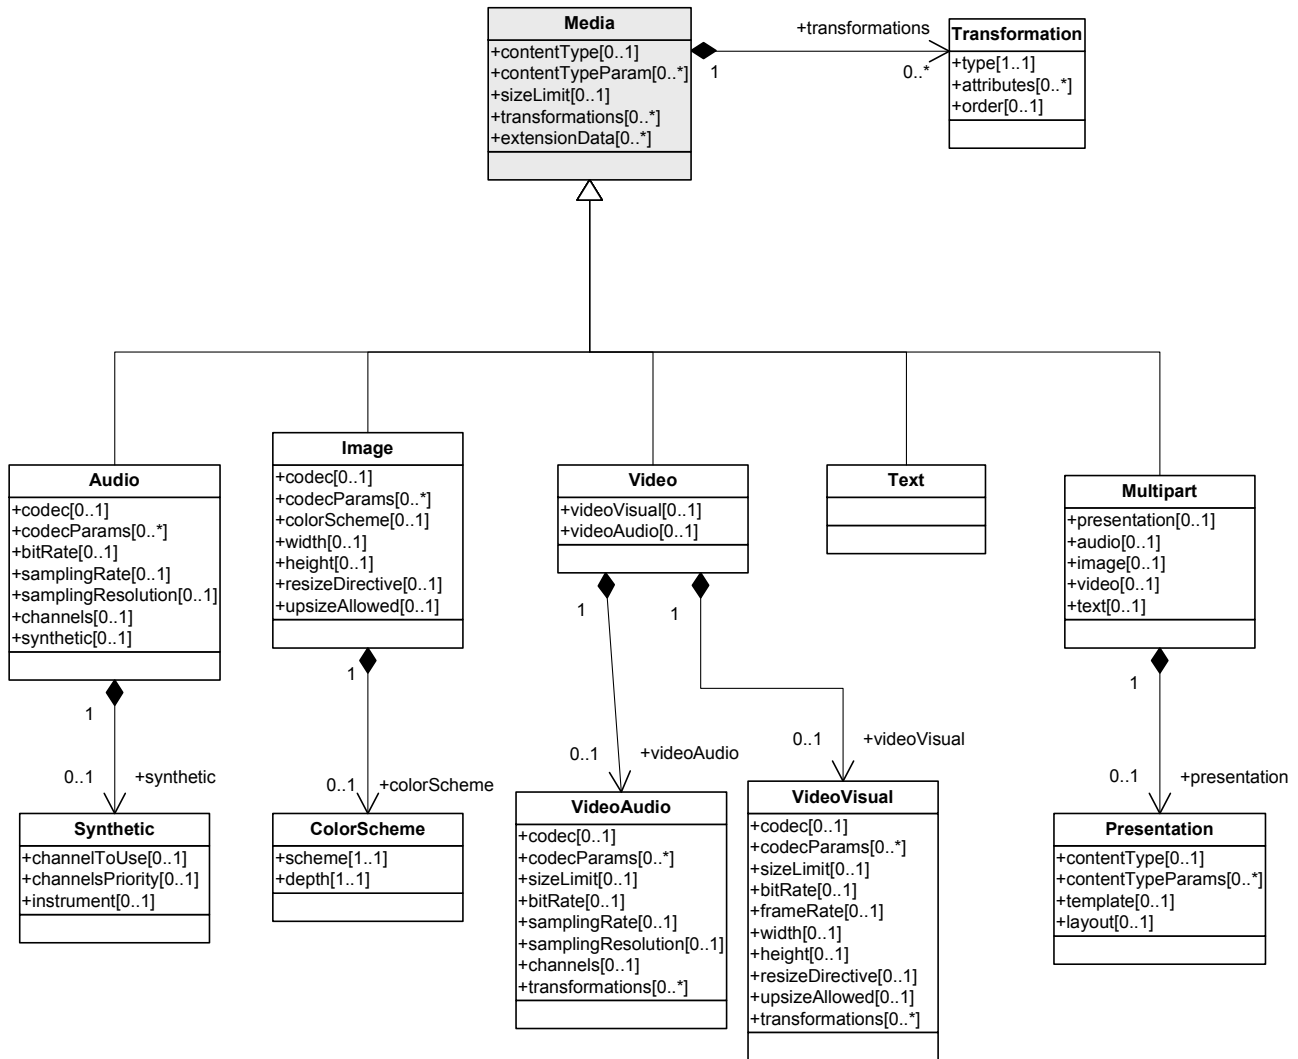 Media
+contentType[0..1]
+contentTypeParam[0..*]
+sizeLimit[0..1]
+transformations[0..*]
+extensionData[0..*]
1
+transformations
0..*
Transformation
+type[1..1]
+attributes[0..*]
+order[0..1]
Audio
+codec[0..1]
+codecParams[0..*]
+bitRate[0..1]
+samplingRate[0..1]
+samplingResolution[0..1]
+channels[0..1]
+synthetic[0..1]
1
0..1
+synthetic
Synthetic
+channelToUse[0..1]
+channelsPriority[0..1]
+instrument[0..1]
Image
+codec[0..1]
+codecParams[0..*]
+colorScheme[0..1]
+width[0..1]
+height[0..1]
+resizeDirective[0..1]
+upsizeAllowed[0..1]
1
0..1
+colorScheme
ColorScheme
+scheme[1..1]
+depth[1..1]
Video
+videoVisual[0..1]
+videoAudio[0..1]
1
1
0..1
+videoAudio
VideoAudio
+codec[0..1]
+codecParams[0..*]
+sizeLimit[0..1]
+bitRate[0..1]
+samplingRate[0..1]
+samplingResolution[0..1]
+channels[0..1]
+transformations[0..*]
0..1
+videoVisual
VideoVisual
+codec[0..1]
+codecParams[0..*]
+sizeLimit[0..1]
+bitRate[0..1]
+frameRate[0..1]
+width[0..1]
+height[0..1]
+resizeDirective[0..1]
+upsizeAllowed[0..1]
+transformations[0..*]
Text
Multipart
+presentation[0..1]
+audio[0..1]
+image[0..1]
+video[0..1]
+text[0..1]
1
0..1
+presentation
Presentation
+contentType[0..1]
+contentTypeParams[0..*]
+template[0..1]
+layout[0..1]